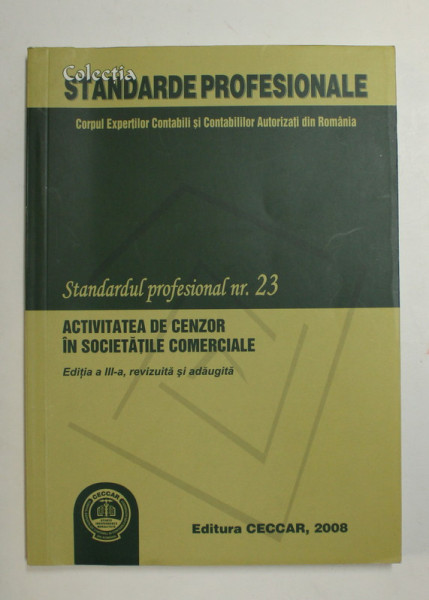 Colecția
STANDARDE PROFESIONALE
Corpul Experților Contabili și Contabililor Autorizați din România
Standardul profesional nr. 23
ACTIVITATEA DE CENZOR
ÎN SOCIETĂȚILE COMERCIALE
Ediția a III-a, revizuită și adăugită
CECCAR
Editura CECCAR, 2008